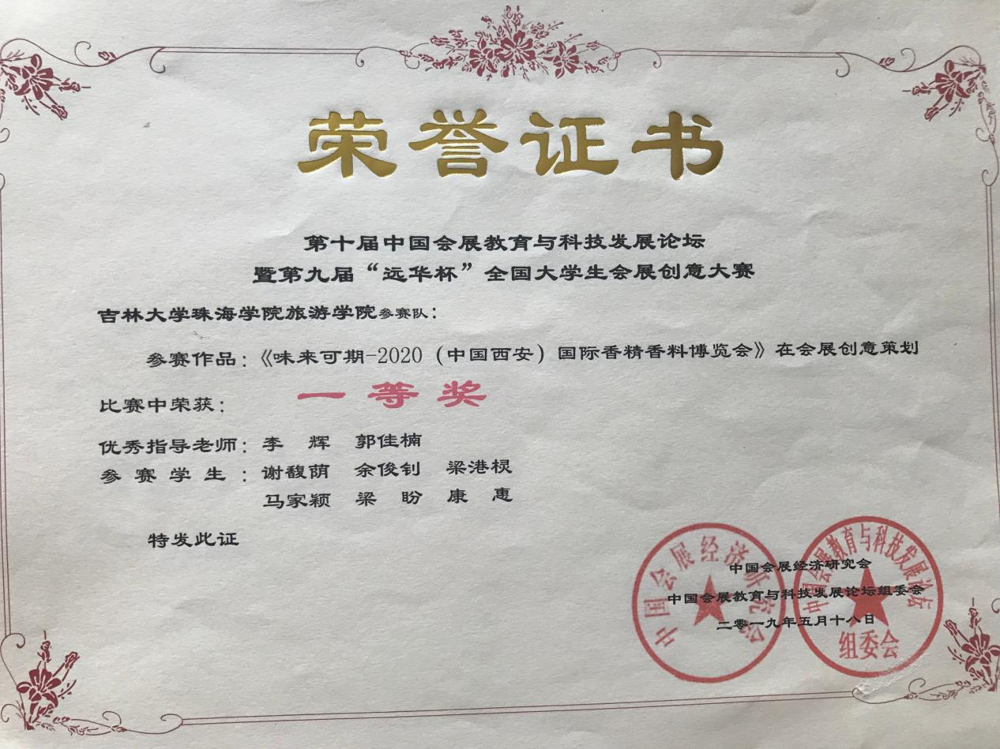 荣誉证书
第十届中国会展教育与科技发展论坛
暨第九届“远华杯”全国大学生会展创意大赛
吉林大学珠海学院旅游学院参赛队：
参赛作品：《味来可期-2020（中国西安）国际香精香料博览会》在会展创意策划
比赛中荣获： 一等奖
优秀指导老师：李 辉 郭佳楠
参赛学生：谢馥荫 余俊钊 梁港棂
马家颖 梁 盼 康 惠
特发此证
中国会展经济研究会
中国会展教育与科技发展论坛组委会
二零一九年五月十八日
中国会展经济研究会
中国会展教育与科技发展论坛
组委会